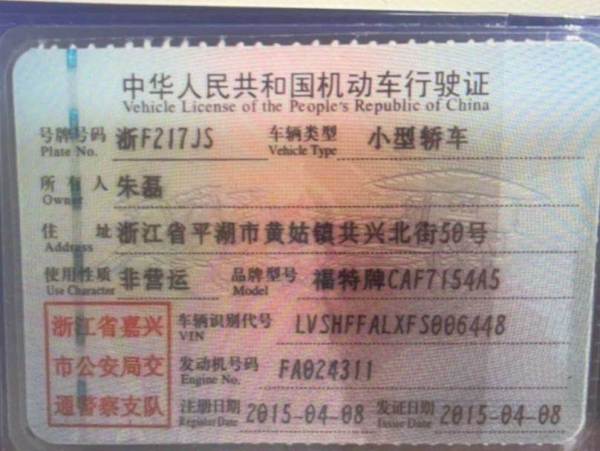 中华人民共和国机动车行驶证
Vehicle License of the People's Republic of China
号牌号码 浙F217JS 车辆类型 小型轿车
Plate No. Vehicle Type
所有人 朱磊
Owner
住址 浙江省平湖市黄姑镇共兴北街50号
Address
使用性质 非营运 品牌型号 福特牌CAF7154A5
Use Character Model
浙江省嘉兴
市公安局交
通警察支队
车辆识别代号 LVSHFFALXFS006448
VIN
发动机号码 FA024311
Engine No.
注册日期 2015-04-08 发证日期 2015-04-08
Register Date Issue Date